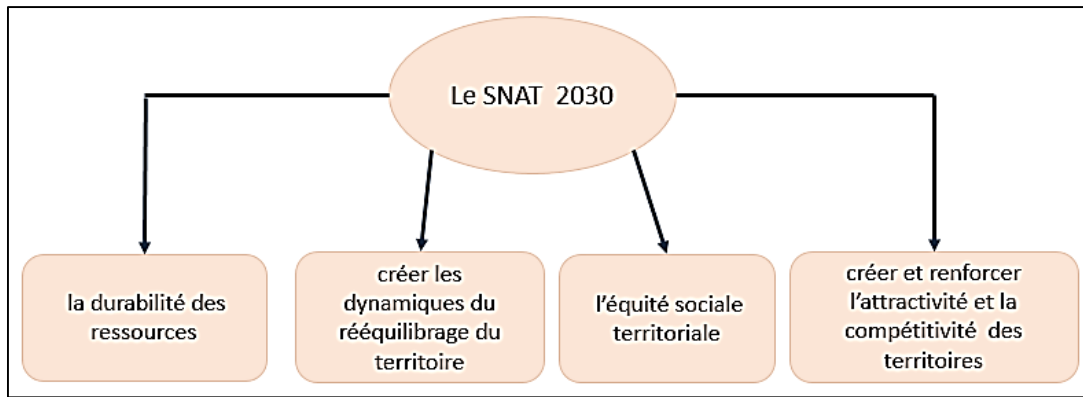 Le SNAT 2030
la durabilité des
ressources
créer les
dynamiques du
rééquilibrage du
territoire
l'équité sociale
territoriale
créer et renforcer
l'attractivité et la
compétitivité des
territoires